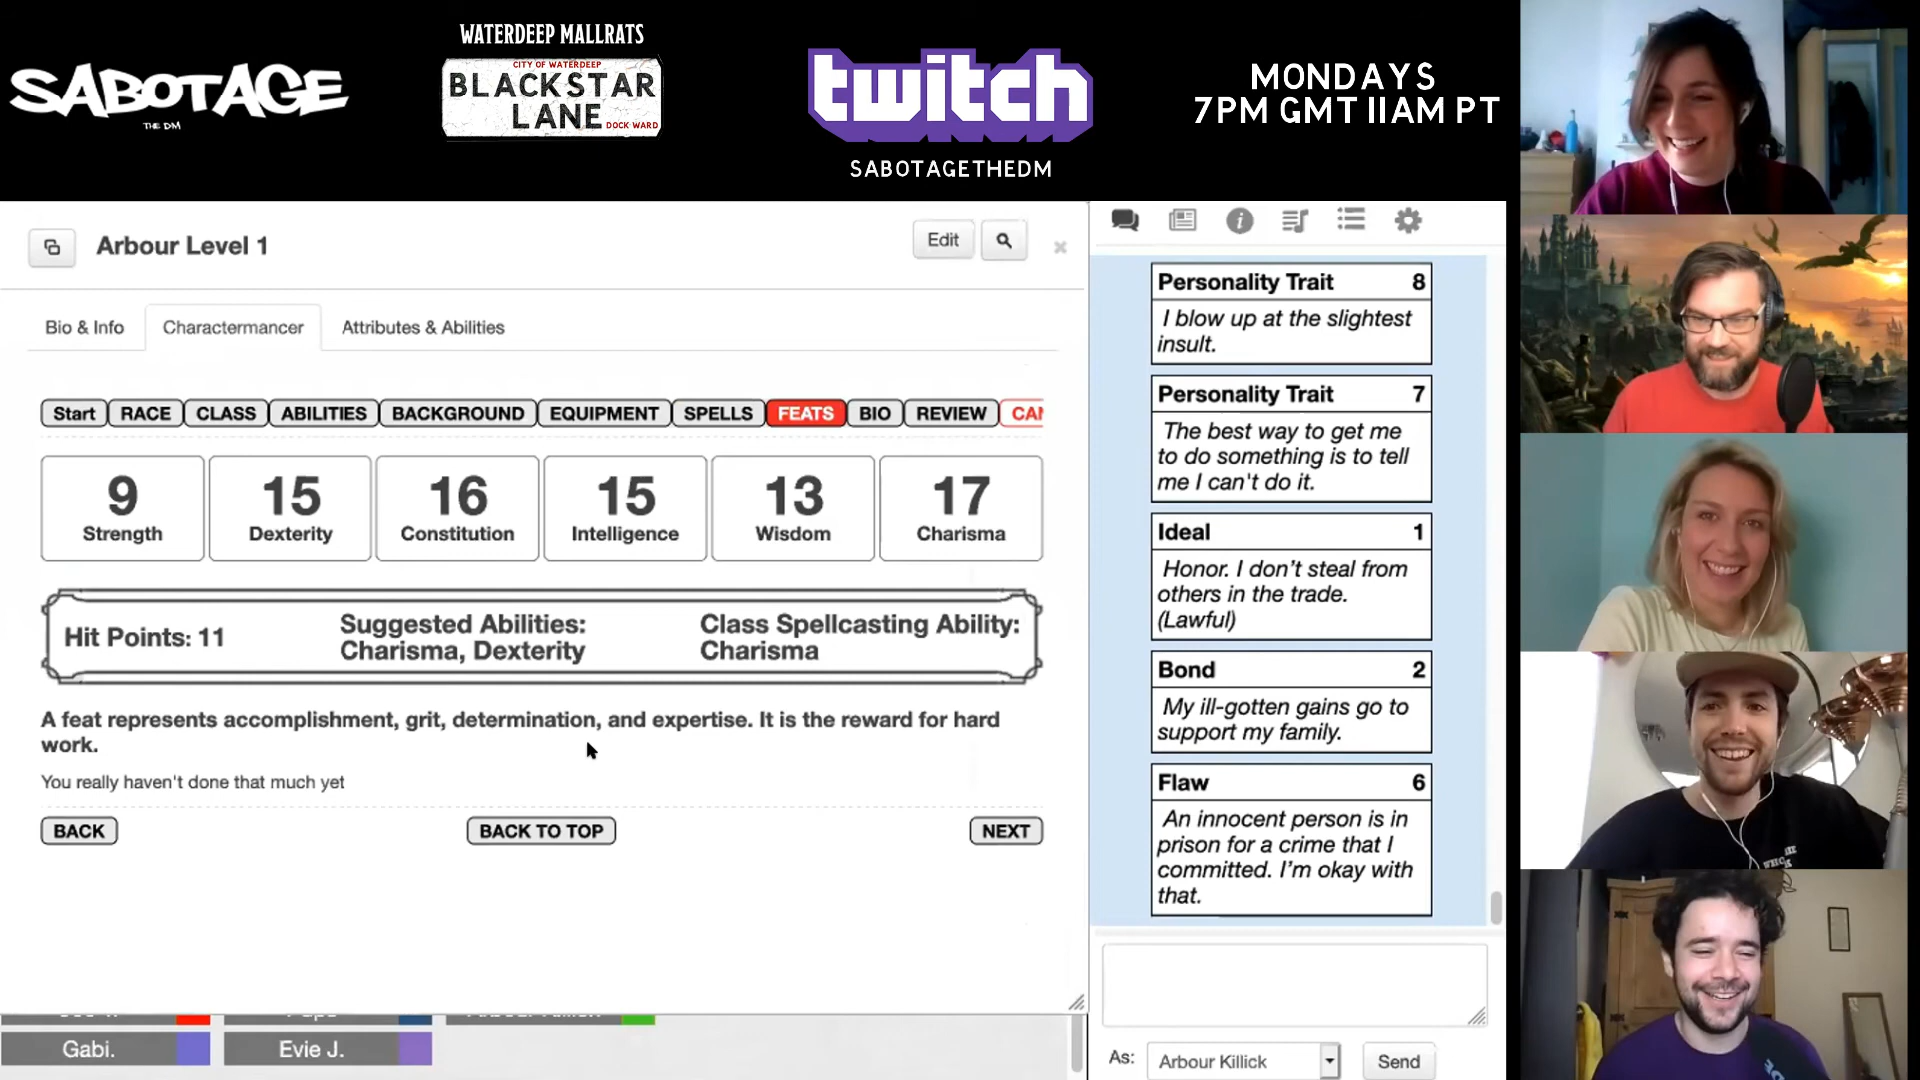 SABOTAGE
THE DM
WATERDEEP MALLRATS
CITY OF WATERDEEP
BLACKSTAR
LANE
DOCK WARD
twitch
SABOTAGETHEDM
MONDAYS
7PM GMT 11AM PT
Arbour Level 1
Edit
Bio & Info
Charactermancer
Attributes & Abilities
Start RACE CLASS ABILITIES BACKGROUND EQUIPMENT SPELLS FEATS BIO REVIEW
9
Strength
15
Dexterity
16
Constitution
15
Intelligence
13
Wisdom
17
Charisma
Hit Points: 11
Suggested Abilities:
Charisma, Dexterity
Class Spellcasting Ability:
Charisma
A feat represents accomplishment, grit, determination, and expertise. It is the reward for hard
work.
You really haven't done that much yet
BACK
BACK TO TOP
NEXT
Gabi.
Evie J.
Personality Trait 8
I blow up at the slightest
insult.
Personality Trait 7
The best way to get me
to do something is to tell
me I can't do it.
Ideal 1
Honor. I don’t steal from
others in the trade.
(Lawful)
Bond 2
My ill-gotten gains go to
support my family.
Flaw 6
An innocent person is in
prison for a crime that I
committed. I’m okay with
that.
As:
Arbour Killick
Send